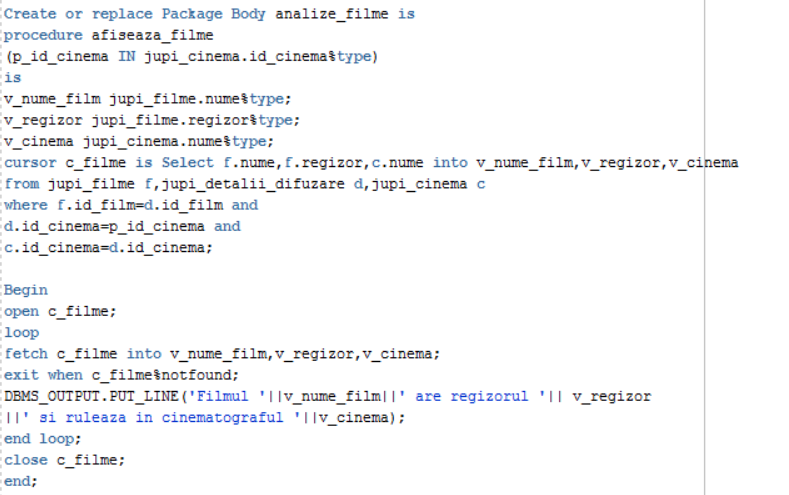 Create or replace Package Body analize_filme is
procedure afiseaza_filme
(p_id_cinema IN jupi_cinema.id_cinema%type)
is
v_nume_film jupi_filme.nume%type;
v_regizor jupi_filme.regizor%type;
v_cinema jupi_cinema.nume%type;
cursor c_filme is Select f.nume,f.regizor,c.nume into v_nume_film,v_regizor,v_cinema
from jupi_filme f,jupi_detalii_difuzare d,jupi_cinema c
where f.id_film=d.id_film and
d.id_cinema=p_id_cinema and
c.id_cinema=d.id_cinema;
Begin
open c_filme;
loop
fetch c_filme into v_nume_film,v_regizor,v_cinema;
exit when c_filme%notfound;
DBMS_OUTPUT.PUT_LINE('Filmul '||v_nume_film||' are regizorul '|| v_regizor
||' si ruleaza in cinematograful '||v_cinema);
end loop;
close c_filme;
end;